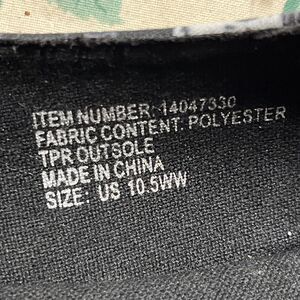 ITEM NUMBER: 14047330
FABRIC CONTENT: POLYESTER
TPR OUTSOLE
MADE IN CHINA
SIZE: US 10.5WW